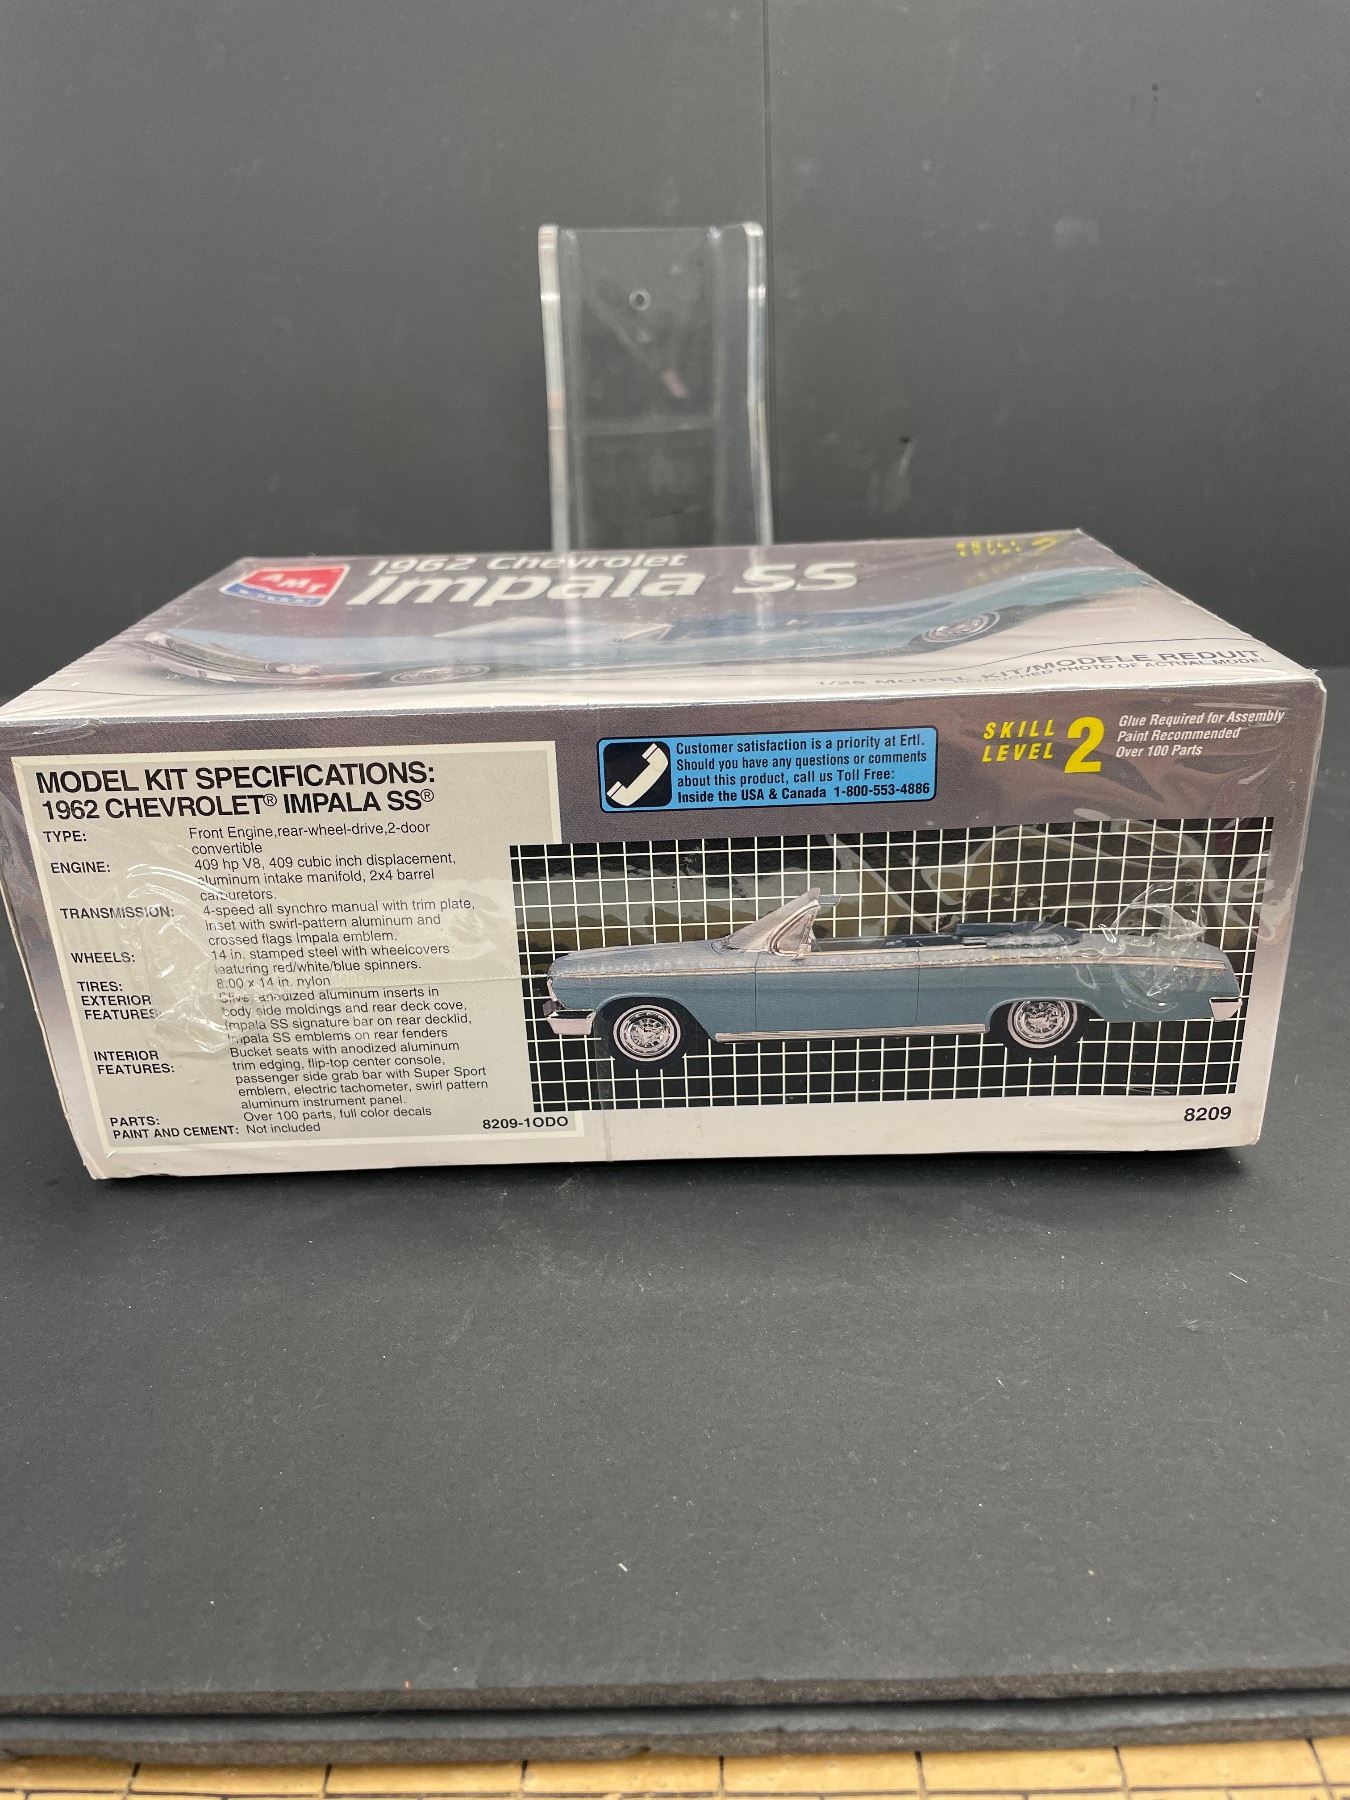 AMT
1962 Chevrolet
Impala SS
1/25 MODEL KIT/MODELE REDUIT
PHOTO OF ACTUAL MODEL
MODEL KIT SPECIFICATIONS:
1962 CHEVROLET® IMPALA SS®
TYPE: Front Engine,rear-wheel-drive,2-door
convertible
ENGINE: 409 hp V8, 409 cubic inch displacement,
aluminum intake manifold, 2x4 barrel
carburetors.
TRANSMISSION: 4-speed all synchro manual with trim plate,
inset with swirl-pattern aluminum and
crossed flags Impala emblem.
WHEELS: 14 in. stamped steel with wheelcovers
featuring red/white/blue spinners.
TIRES: 8.00 x 14 in. nylon
EXTERIOR
FEATURES: Silver anodized aluminum inserts in
body side moldings and rear deck cove,
Impala SS signature bar on rear decklid,
Impala SS emblems on rear fenders
INTERIOR
FEATURES: Bucket seats with anodized aluminum
trim edging, flip-top center console,
passenger side grab bar with Super Sport
emblem, electric tachometer, swirl pattern
aluminum instrument panel.
PARTS: Over 100 parts, full color decals
PAINT AND CEMENT: Not included
8209-1ODO
Customer satisfaction is a priority at Ertl.
Should you have any questions or comments
about this product, call us Toll Free:
Inside the USA & Canada 1-800-553-4886
SKILL
LEVEL 2
Glue Required for Assembly
Paint Recommended
Over 100 Parts
8209